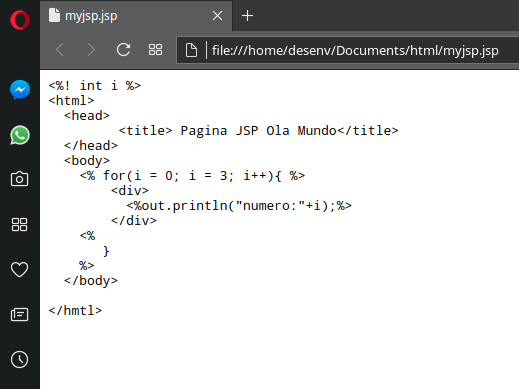 myjsp.jsp
file:///home/desenv/Documents/html/myjsp.jsp
<%! int i %>
<html>
<head>
<title> Pagina JSP Ola Mundo</title>
</head>
<body>
<% for(i = 0; i = 3; i++){ %>
<div>
<%out.println("numero:"+i);%>
</div>
<%
}
%>
</body>
</hmtl>